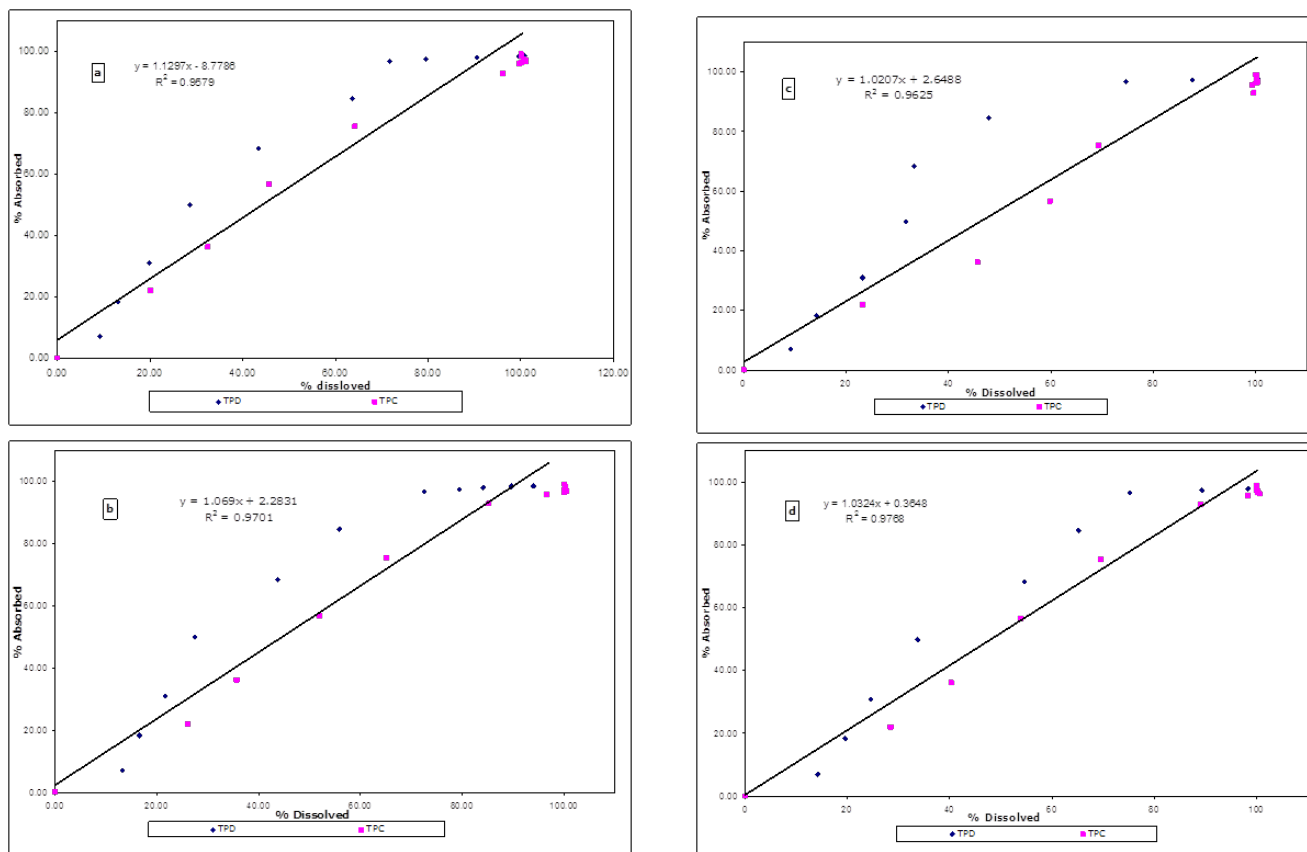 100.00
80.00
60.00
40.00
20.00
0.00
% Absorbed
a
y = 1.1297x - 8.7786
R² = 0.9579
0.00 20.00 40.00 60.00 80.00 100.00 120.00
% dissloved
TPD TPC
100.00
80.00
60.00
40.00
20.00
0.00
% Absorbed
c
y = 1.0207x + 2.6488
R² = 0.9625
0 20 40 60 80 100
% Dissolved
TPD TPC
100.00
80.00
60.00
40.00
20.00
0.00
% Absorbed
b
y = 1.069x + 2.2831
R² = 0.9701
0.00 20.00 40.00 60.00 80.00 100.00
% Dissolved
TPD TPC
100.00
80.00
60.00
40.00
20.00
0.00
% Absorbed
d
y = 1.0324x + 0.3648
R² = 0.9768
0 20 40 60 80 100
% Dissolved
TPD TPC